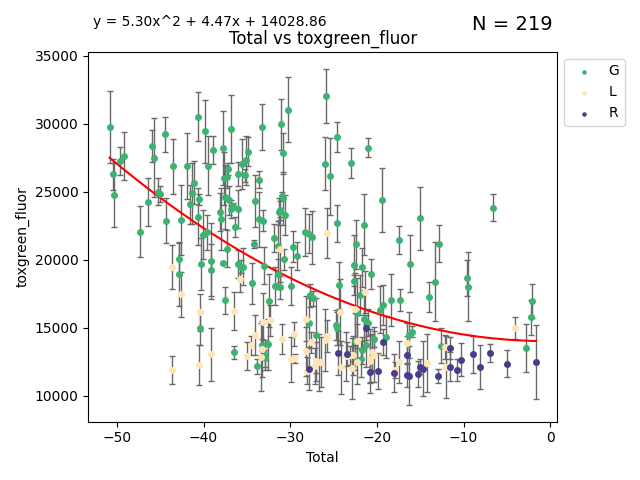 y = 5.30x^2 + 4.47x + 14028.86
N = 219
Total vs toxgreen_fluor
35000
30000
25000
20000
15000
10000
toxgreen_fluor
−50
−40
−30
−20
−10
0
Total
G
L
R